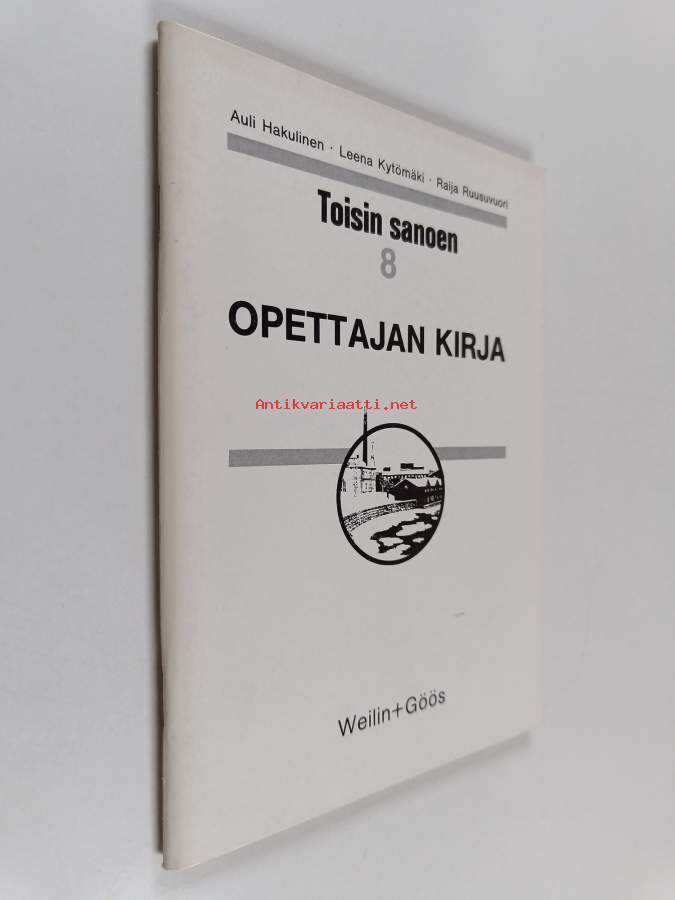 Auli Hakulinen · Leena Kytömäki · Raija Ruusuvuori
Toisin sanoen
8
OPETTAJAN KIRJA
Antikvariaatti.net
Weilin+Göös